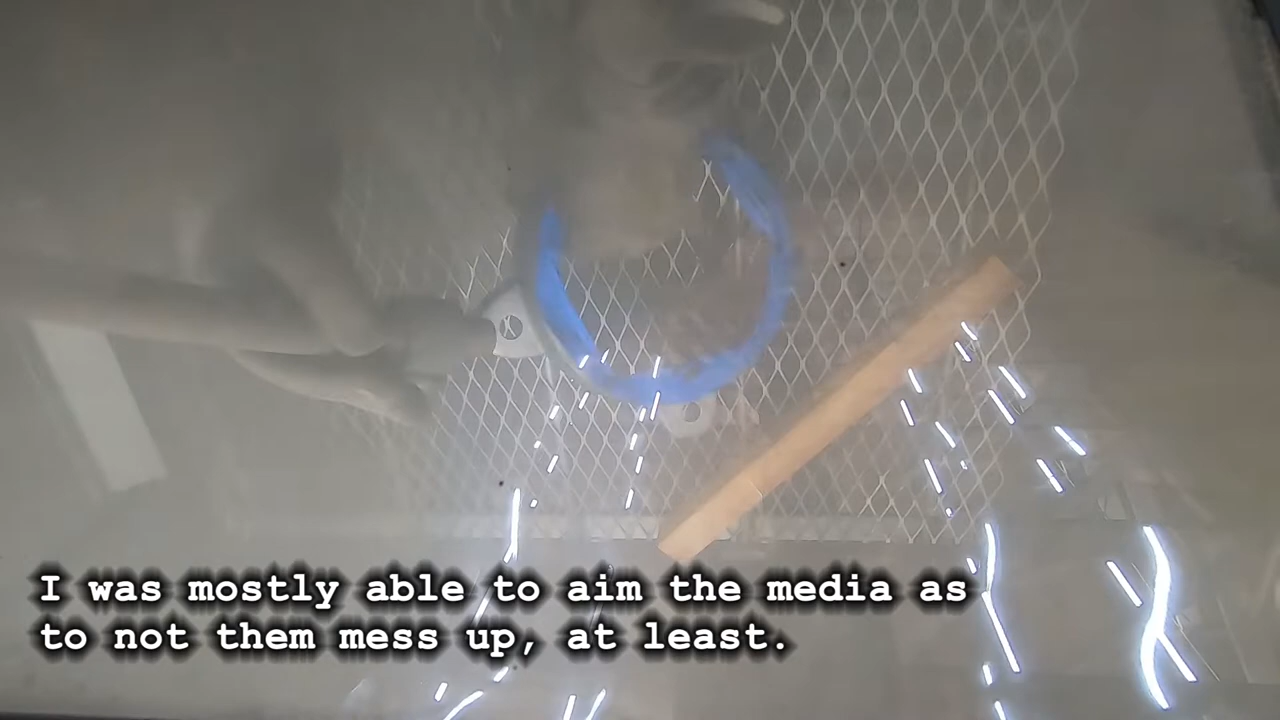 I was mostly able to aim the media as
to not them mess up, at least.